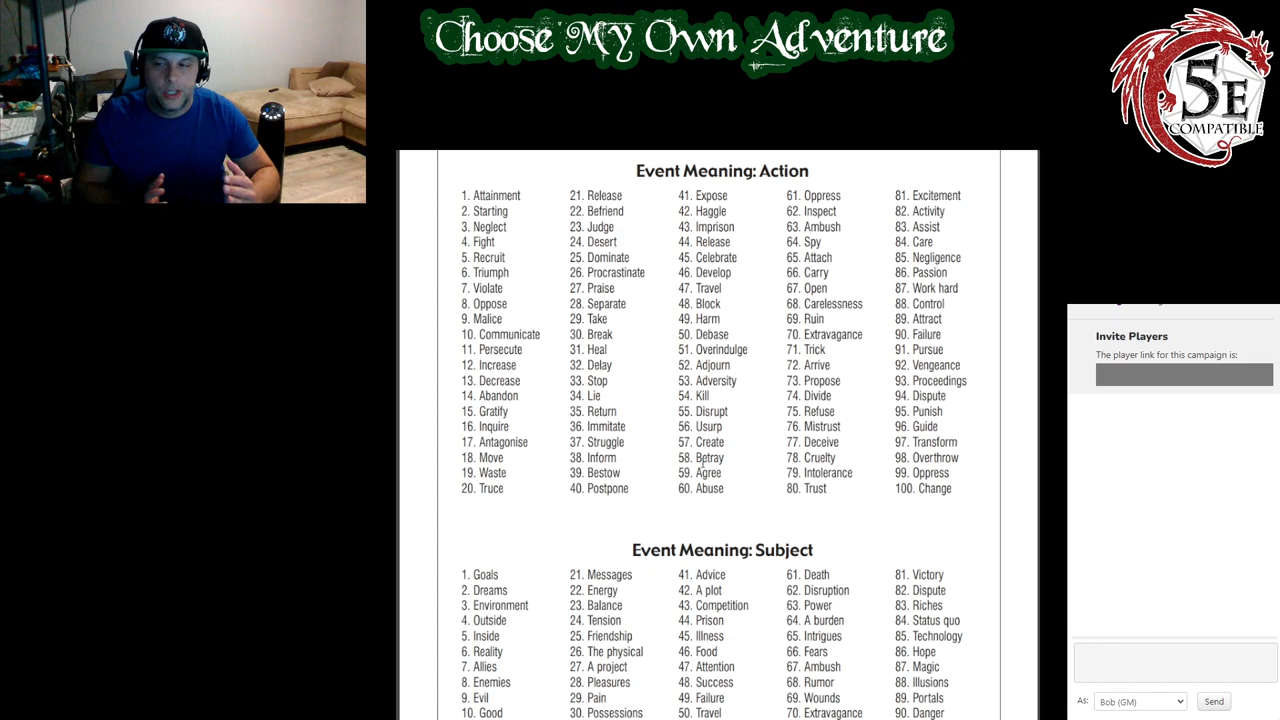 Choose My Own Adventure
5E
COMPATIBLE
Event Meaning: Action
1. Attainment 21. Release 41. Expose 61. Oppress 81. Excitement
2. Starting 22. Befriend 42. Haggle 62. Inspect 82. Activity
3. Neglect 23. Judge 43. Imprison 63. Ambush 83. Assist
4. Fight 24. Desert 44. Release 64. Spy 84. Care
5. Recruit 25. Dominate 45. Celebrate 65. Attach 85. Negligence
6. Triumph 26. Procrastinate 46. Develop 66. Carry 86. Passion
7. Violate 27. Praise 47. Travel 67. Open 87. Work hard
8. Oppose 28. Separate 48. Block 68. Carelessness 88. Control
9. Malice 29. Take 49. Harm 69. Ruin 89. Attract
10. Communicate 30. Break 50. Debase 70. Extravagance 90. Failure
11. Persecute 31. Heal 51. Overindulge 71. Trick 91. Pursue
12. Increase 32. Delay 52. Adjourn 72. Arrive 92. Vengeance
13. Decrease 33. Stop 53. Adversity 73. Propose 93. Proceedings
14. Abandon 34. Lie 54. Kill 74. Divide 94. Dispute
15. Gratify 35. Return 55. Disrupt 75. Refuse 95. Punish
16. Inquire 36. Immitate 56. Usurp 76. Mistrust 96. Guide
17. Antagonise 37. Struggle 57. Create 77. Deceive 97. Transform
18. Move 38. Inform 58. Betray 78. Cruelty 98. Overthrow
19. Waste 39. Bestow 59. Agree 79. Intolerance 99. Oppress
20. Truce 40. Postpone 60. Abuse 80. Trust 100. Change
Event Meaning: Subject
1. Goals 21. Messages 41. Advice 61. Death 81. Victory
2. Dreams 22. Energy 42. A plot 62. Disruption 82. Dispute
3. Environment 23. Balance 43. Competition 63. Power 83. Riches
4. Outside 24. Tension 44. Prison 64. A burden 84. Status quo
5. Inside 25. Friendship 45. Illness 65. Intrigues 85. Technology
6. Reality 26. The physical 46. Food 66. Fears 86. Hope
7. Allies 27. A project 47. Attention 67. Ambush 87. Magic
8. Enemies 28. Pleasures 48. Success 68. Rumor 88. Illusions
9. Evil 29. Pain 49. Failure 69. Wounds 89. Portals
10. Good 30. Possessions 50. Travel 70. Extravagance 90. Danger
Invite Players
The player link for this campaign is:
As: Bob (GM) Send